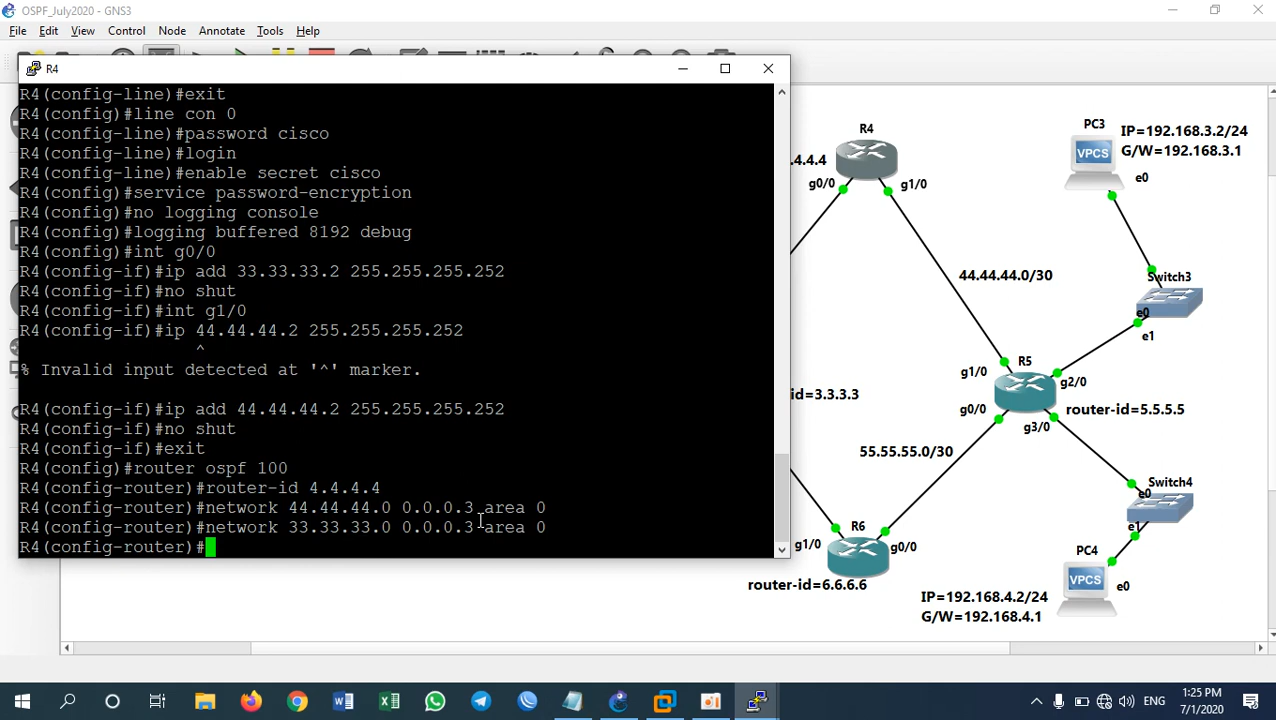 OSPF_July2020 - GNS3
File Edit View Control Node Annotate Tools Help
R4
R4(config-line)#exit
R4(config)#line con 0
R4(config-line)#password cisco
R4(config-line)#login
R4(config-line)#enable secret cisco
R4(config)#service password-encryption
R4(config)#no logging console
R4(config)#logging buffered 8192 debug
R4(config)#int g0/0
R4(config-if)#ip add 33.33.33.2 255.255.255.252
R4(config-if)#no shut
R4(config-if)#int g1/0
R4(config-if)#ip 44.44.44.2 255.255.255.252
^
% Invalid input detected at '^' marker.
R4(config-if)#ip add 44.44.44.2 255.255.255.252
R4(config-if)#no shut
R4(config-if)#exit
R4(config)#router ospf 100
R4(config-router)#router-id 4.4.4.4
R4(config-router)#network 44.44.44.0 0.0.0.3 area 0
R4(config-router)#network 33.33.33.0 0.0.0.3 area 0
R4(config-router)#
R4
.4.4.4
g0/0
g1/0
PC3
IP=192.168.3.2/24
G/W=192.168.3.1
VPCS
e0
44.44.44.0/30
Switch3
e0
e1
R5
g1/0
g2/0
id=3.3.3.3
g0/0
router-id=5.5.5.5
g3/0
55.55.55.0/30
Switch4
e0
e1
R6
g1/0
g0/0
router-id=6.6.6.6
PC4
VPCS
e0
IP=192.168.4.2/24
G/W=192.168.4.1
ENG
1:25 PM
7/1/2020